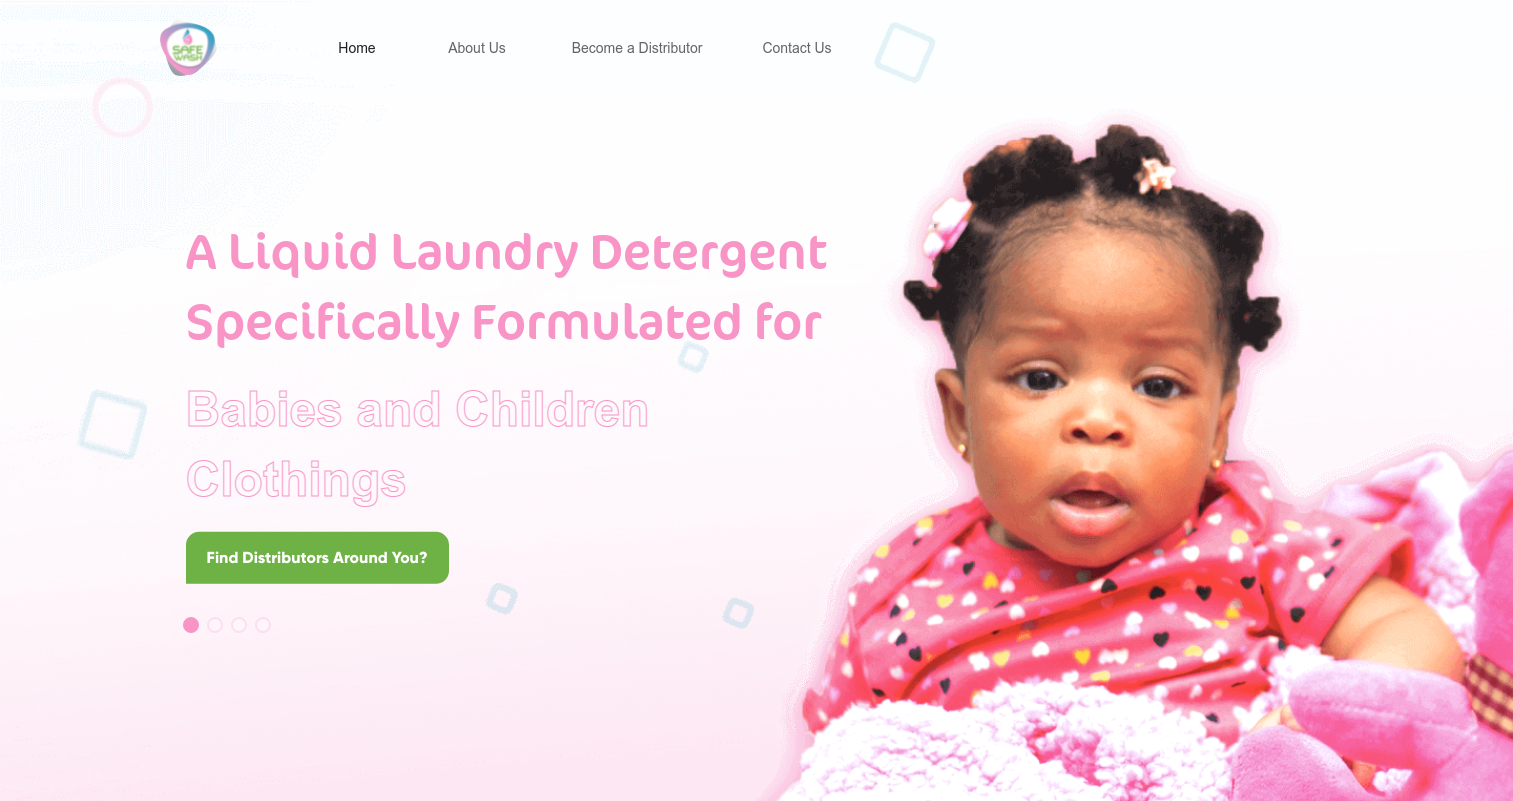 SAFE
WASH
Home
About Us
Become a Distributor
Contact Us
A Liquid Laundry Detergent
Specifically Formulated for
Babies and Children
Clothings
Find Distributors Around You?